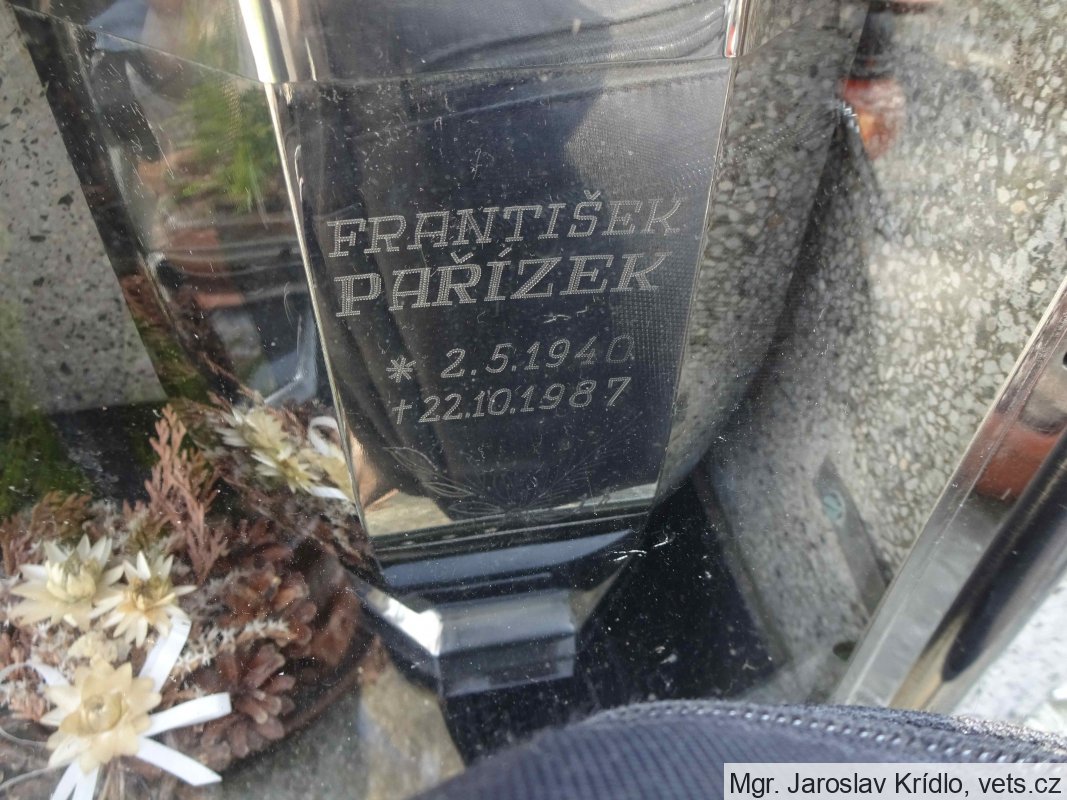 FRANTIŠEK
PAŘÍZEK
* 2.5.1940
+ 22.10.1987
Mgr. Jaroslav Krídlo, vets.cz